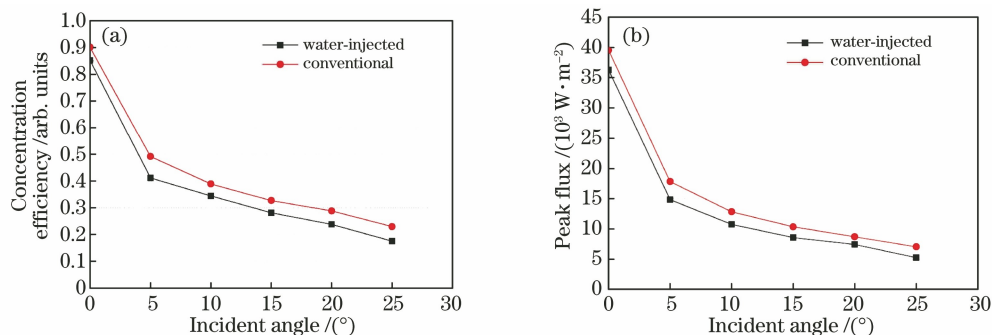 (a)
water-injected
conventional
1.0
0.9
0.8
0.7
0.6
0.5
0.4
0.3
0.2
0.1
0
Concentration
efficiency /arb. units
0 5 10 15 20 25 30
Incident angle /(°)
(b)
water-injected
conventional
45
40
35
30
25
20
15
10
5
0
Peak flux /(10³ W·m⁻²)
0 5 10 15 20 25 30
Incident angle /(°)